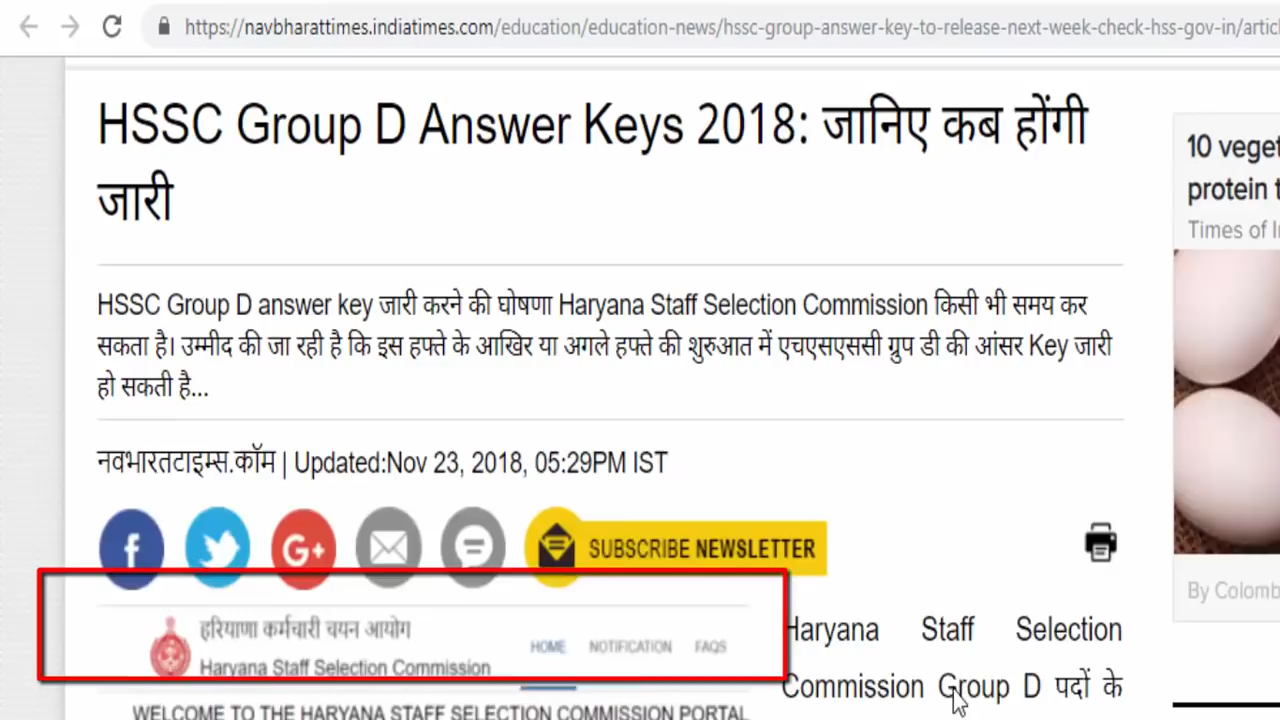 https://navbharattimes.indiatimes.com/education/education-news/hssc-group-answer-key-to-release-next-week-check-hss-gov-in/artic
HSSC Group D Answer Keys 2018: जानिए कब होंगी
जारी
HSSC Group D answer key जारी करने की घोषणा Haryana Staff Selection Commission किसी भी समय कर
सकता है। उम्मीद की जा रही है कि इस हफ्ते के आखिर या अगले हफ्ते की शुरुआत में एचएसएससी ग्रुप डी की आंसर Key जारी
हो सकती है...
नवभारतटाइम्स.कॉम | Updated:Nov 23, 2018, 05:29PM IST
SUBSCRIBE NEWSLETTER
हरियाणा कर्मचारी चयन आयोग
Haryana Staff Selection Commission
HOME NOTIFICATION FAQS
WELCOME TO THE HARYANA STAFF SELECTION COMMISSION PORTAL
Haryana Staff Selection
Commission Group D पदों के
10 veget
protein t
Times of I
By Colomb